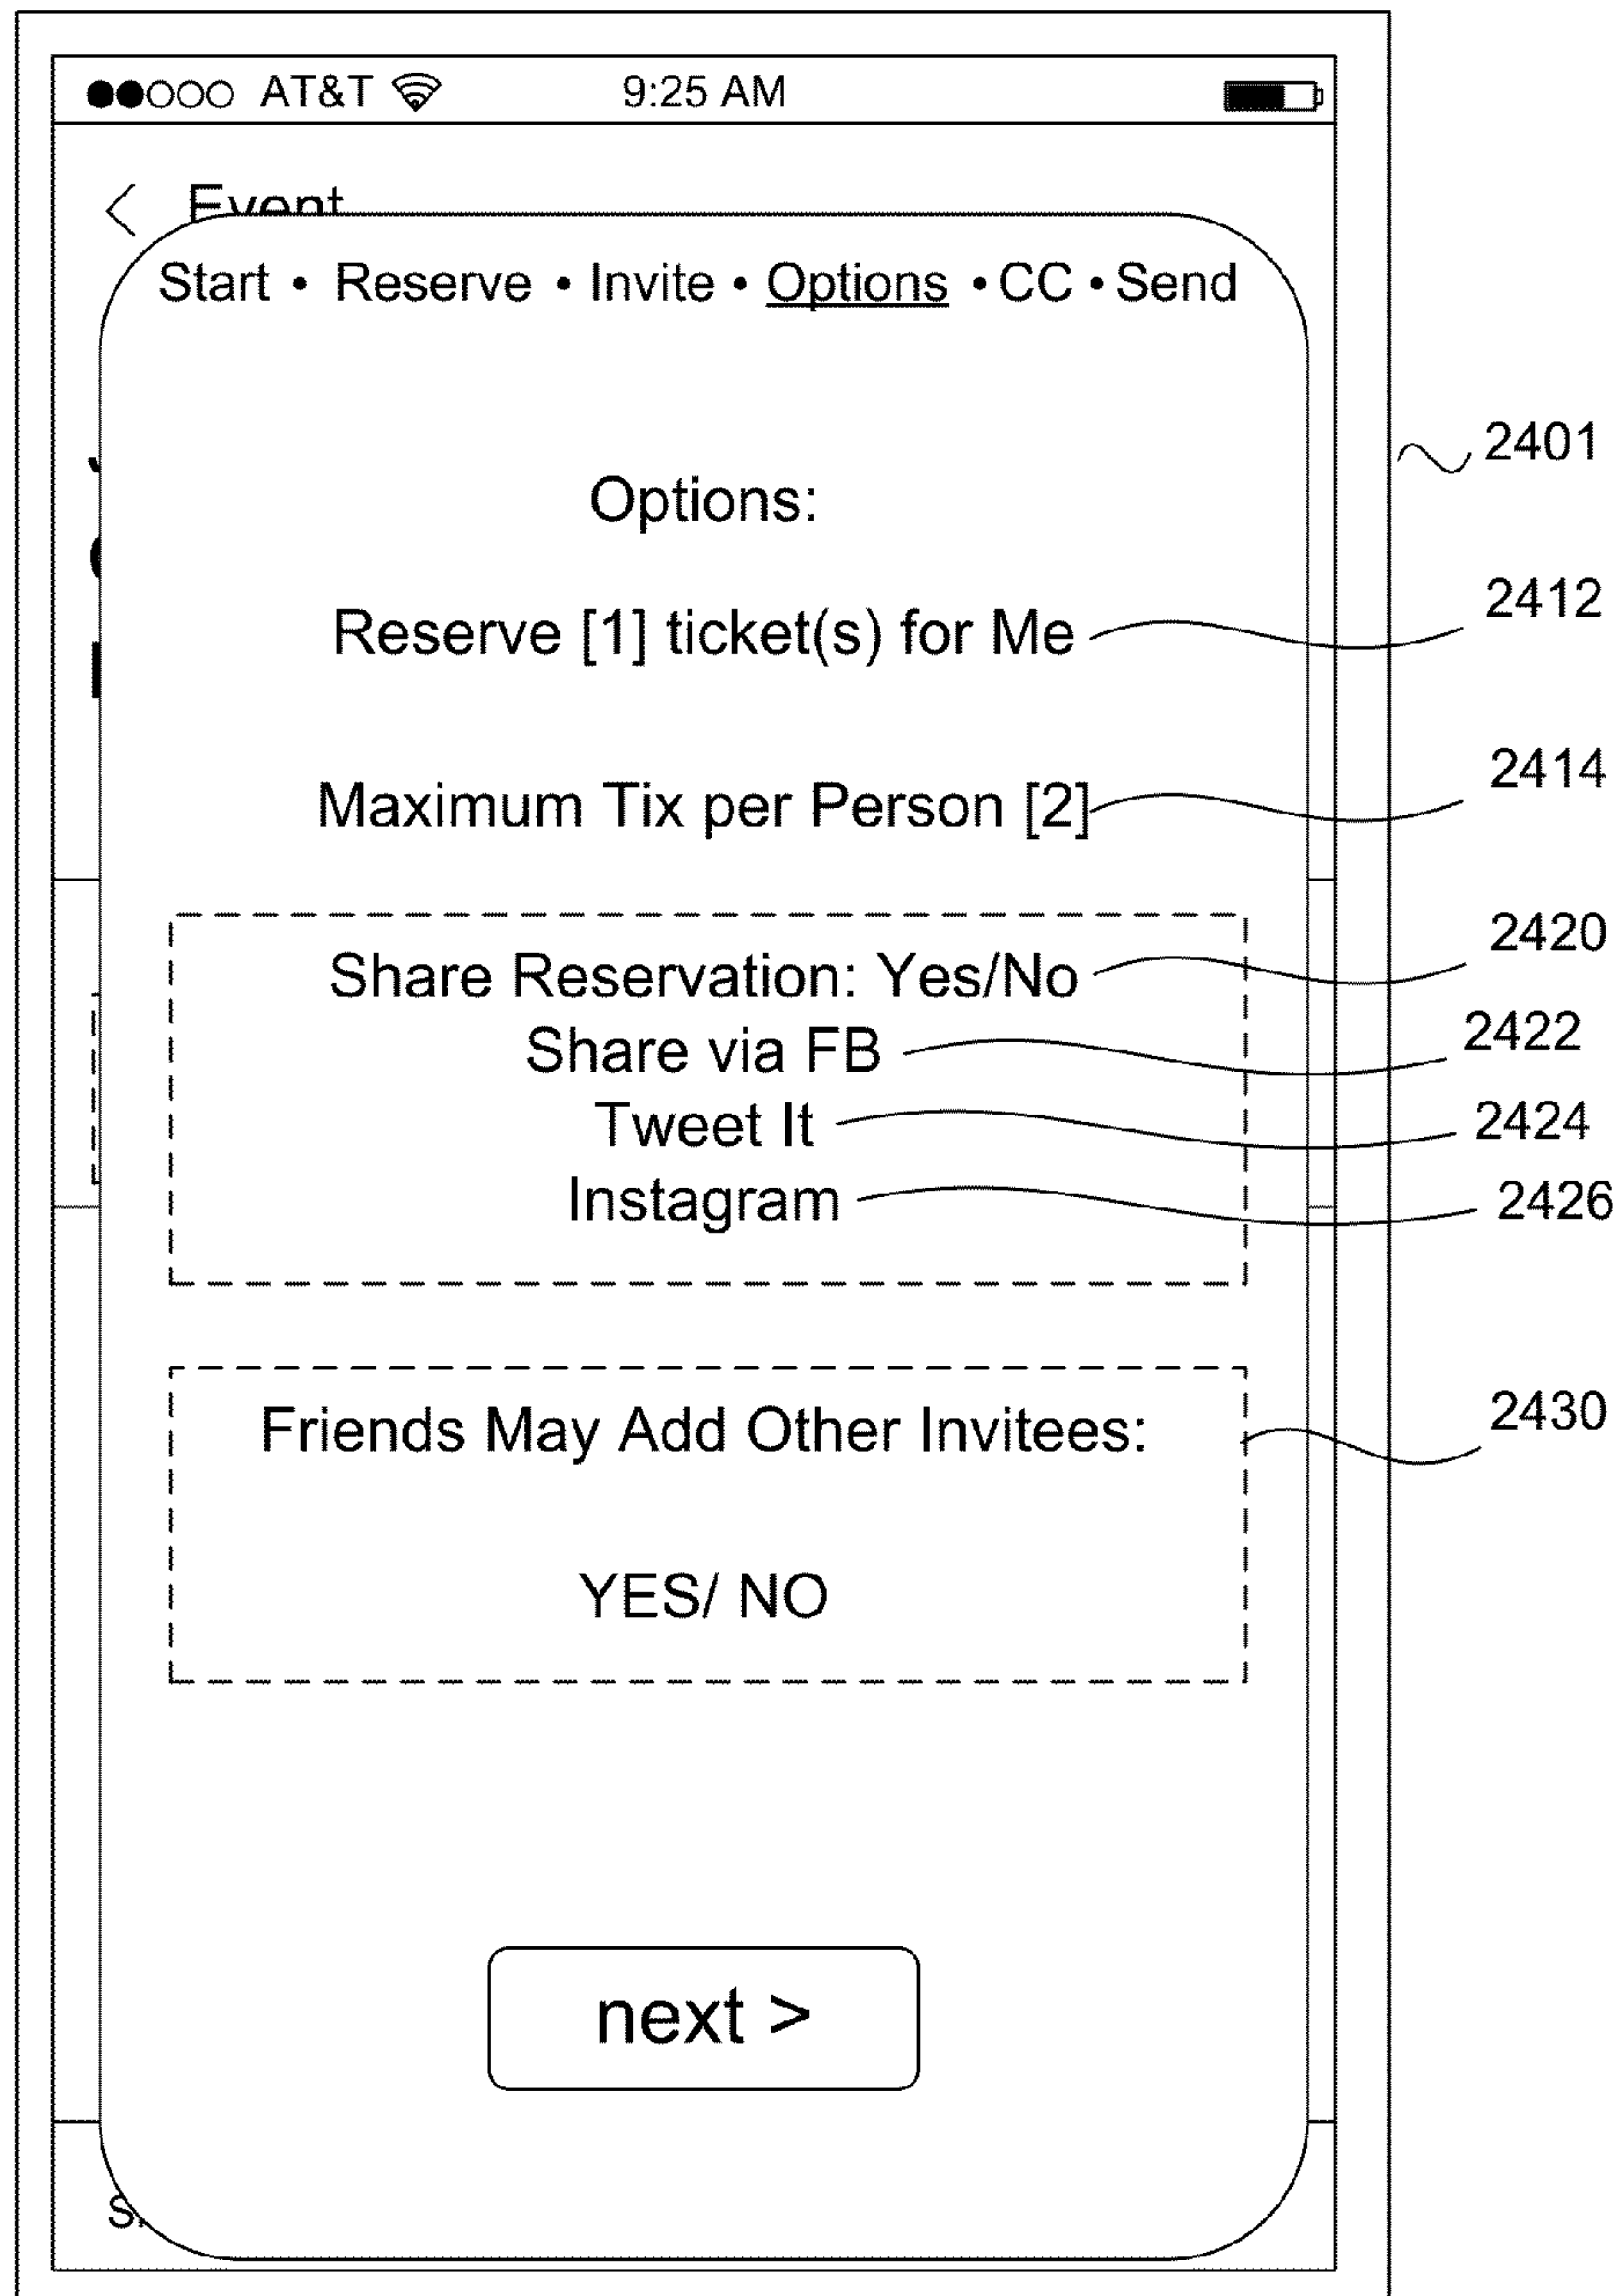 AT&T 9:25 AM
< Event
Start • Reserve • Invite • Options • CC • Send
Options:
2401
Reserve [1] ticket(s) for Me
2412
Maximum Tix per Person [2]
2414
Share Reservation: Yes/No
2420
Share via FB
2422
Tweet It
2424
Instagram
2426
Friends May Add Other Invitees:
2430
YES/ NO
next >